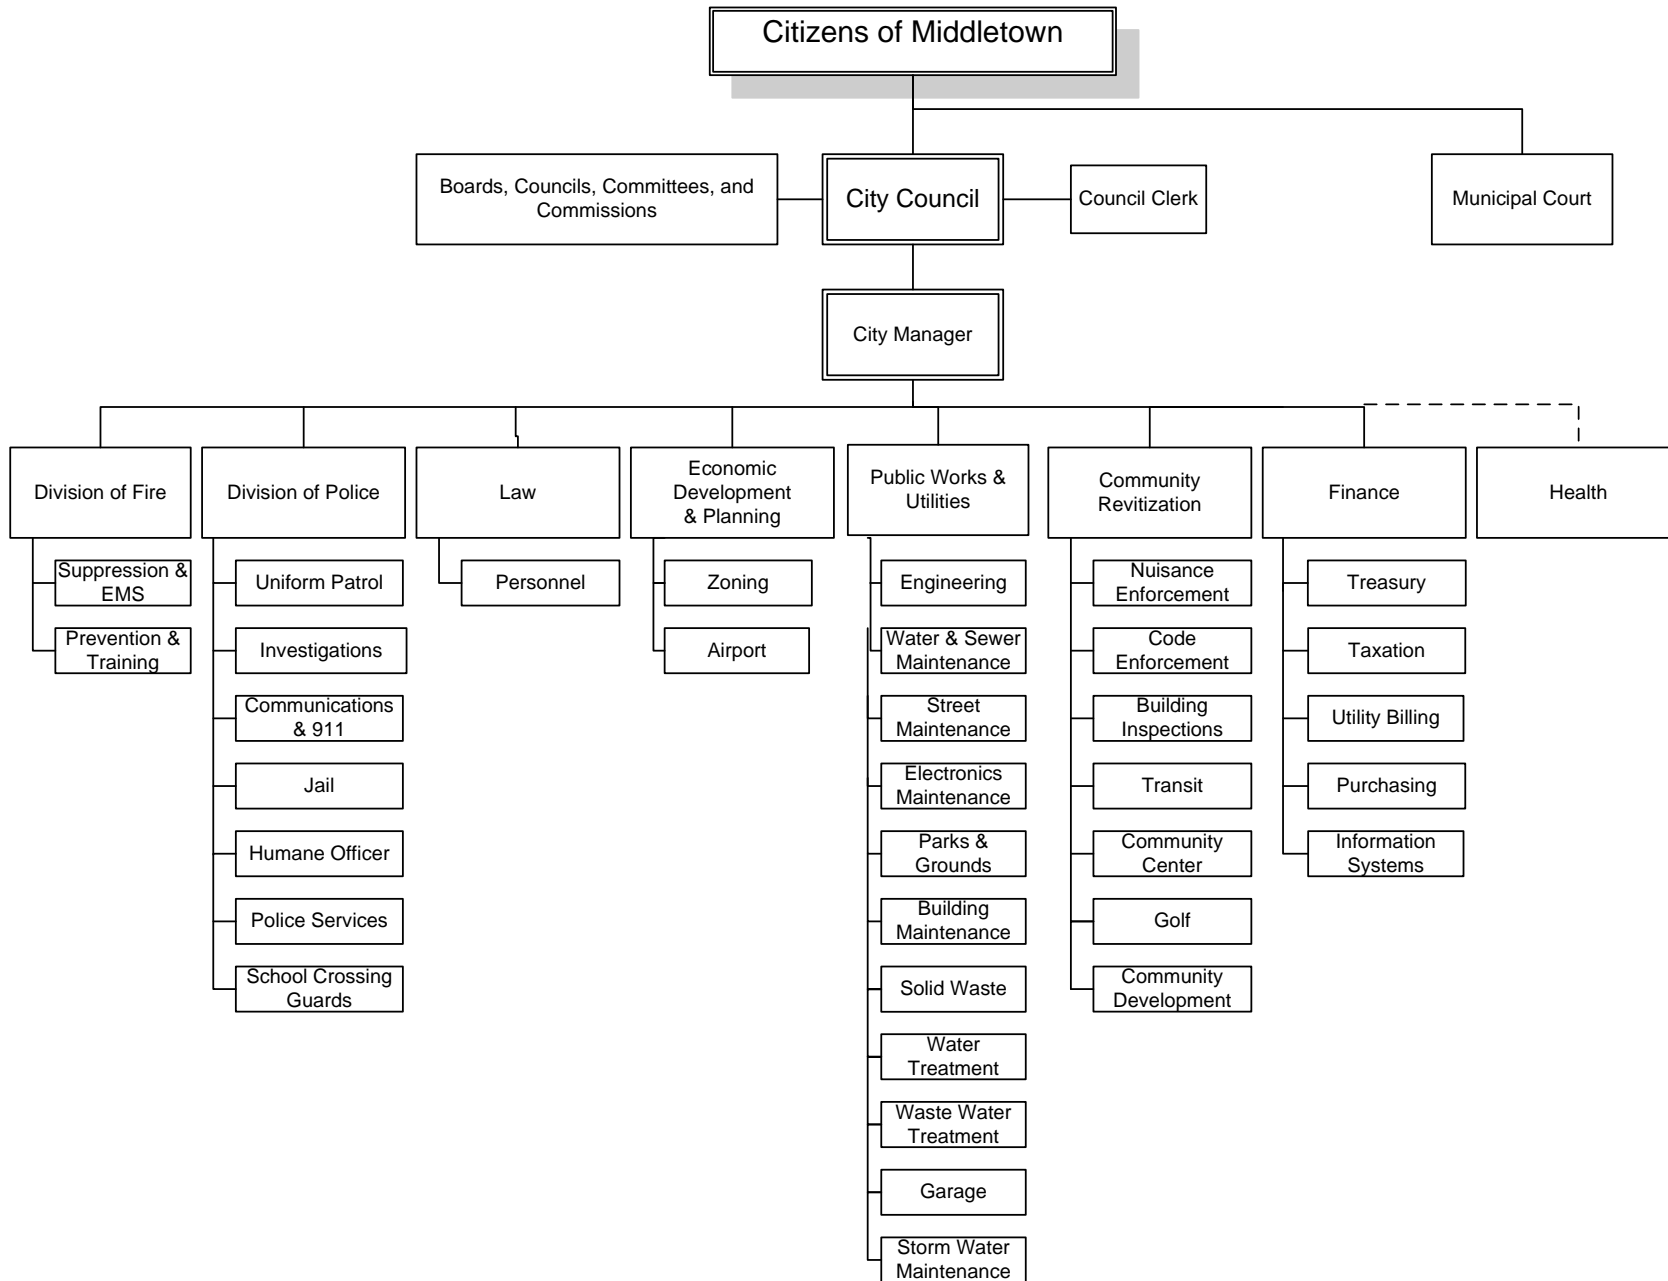 Citizens of Middletown
Boards, Councils, Committees, and
Commissions
City Council
Council Clerk
Municipal Court
City Manager
Division of Fire
Division of Police
Law
Economic
Development
& Planning
Public Works &
Utilities
Community
Revitization
Finance
Health
Suppression &
EMS
Prevention &
Training
Uniform Patrol
Investigations
Communications
& 911
Jail
Humane Officer
Police Services
School Crossing
Guards
Personnel
Zoning
Airport
Engineering
Water & Sewer
Maintenance
Street
Maintenance
Electronics
Maintenance
Parks &
Grounds
Building
Maintenance
Solid Waste
Water
Treatment
Waste Water
Treatment
Garage
Storm Water
Maintenance
Nuisance
Enforcement
Code
Enforcement
Building
Inspections
Transit
Community
Center
Golf
Community
Development
Treasury
Taxation
Utility Billing
Purchasing
Information
Systems